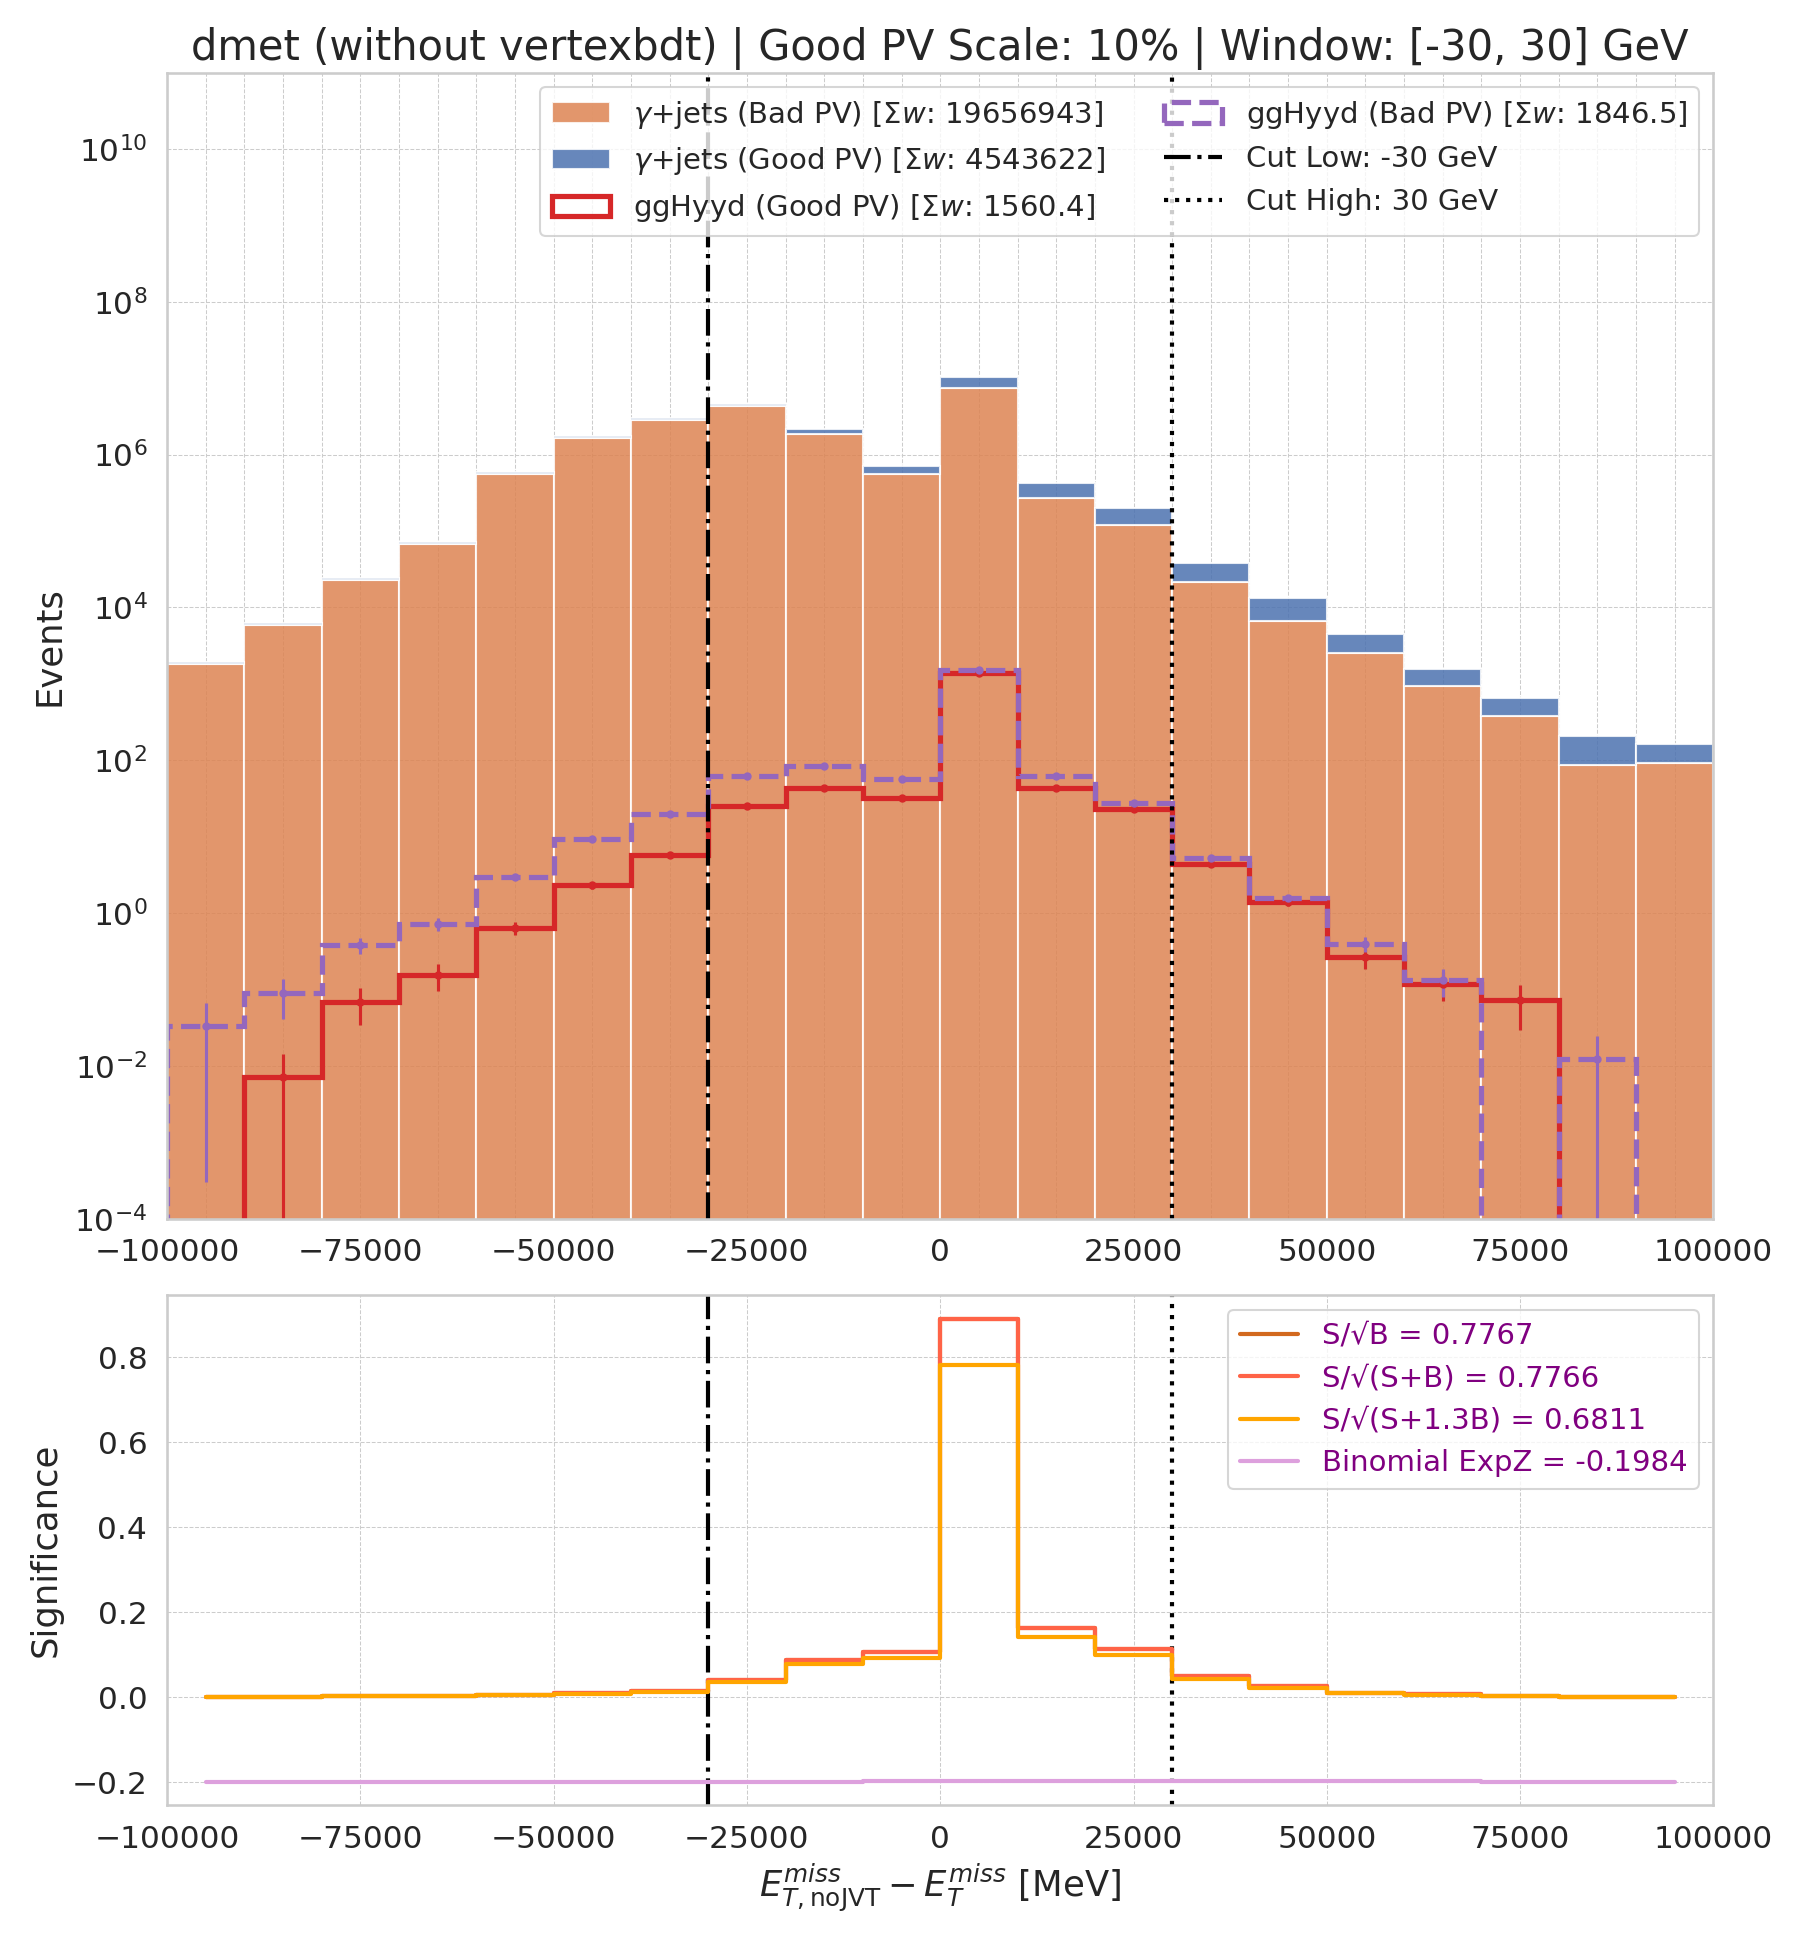 dmet (without vertexbdt) | Good PV Scale: 10% | Window: [-30, 30] GeV
γ+jets (Bad PV) [Σw: 19656943]
γ+jets (Good PV) [Σw: 4543622]
ggHyyd (Good PV) [Σw: 1560.4]
ggHyyd (Bad PV) [Σw: 1846.5]
Cut Low: -30 GeV
Cut High: 30 GeV
Events
10^10
10^8
10^6
10^4
10^2
10^0
10^−2
10^−4
−100000 −75000 −50000 −25000 0 25000 50000 75000 100000
S/√B = 0.7767
S/√(S+B) = 0.7766
S/√(S+1.3B) = 0.6811
Binomial ExpZ = -0.1984
Significance
0.8
0.6
0.4
0.2
0.0
−0.2
−100000 −75000 −50000 −25000 0 25000 50000 75000 100000
E_{T,noJVT}^{miss} − E_T^{miss} [MeV]